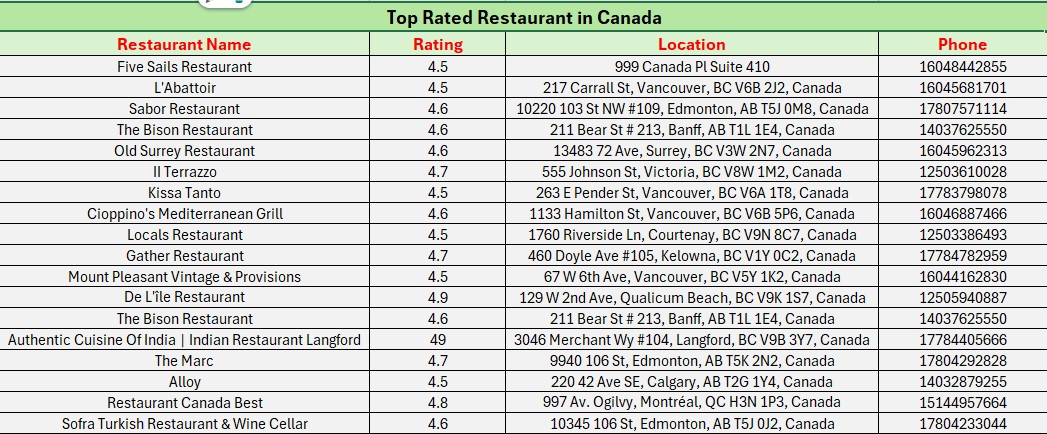 Top Rated Restaurant in Canada
Restaurant Name Rating Location Phone
Five Sails Restaurant 4.5 999 Canada Pl Suite 410 16048442855
L'Abattoir 4.5 217 Carrall St, Vancouver, BC V6B 2J2, Canada 16045681701
Sabor Restaurant 4.6 10220 103 St NW #109, Edmonton, AB T5J 0M8, Canada 17807571114
The Bison Restaurant 4.6 211 Bear St # 213, Banff, AB T1L 1E4, Canada 14037625550
Old Surrey Restaurant 4.6 13483 72 Ave, Surrey, BC V3W 2N7, Canada 16045962313
Il Terrazzo 4.7 555 Johnson St, Victoria, BC V8W 1M2, Canada 12503610028
Kissa Tanto 4.5 263 E Pender St, Vancouver, BC V6A 1T8, Canada 17783798078
Cioppino's Mediterranean Grill 4.6 1133 Hamilton St, Vancouver, BC V6B 5P6, Canada 16046887466
Locals Restaurant 4.5 1760 Riverside Ln, Courtenay, BC V9N 8C7, Canada 12503386493
Gather Restaurant 4.7 460 Doyle Ave #105, Kelowna, BC V1Y 0C2, Canada 17784782959
Mount Pleasant Vintage & Provisions 4.5 67 W 6th Ave, Vancouver, BC V5Y 1K2, Canada 16044162830
De L'île Restaurant 4.9 129 W 2nd Ave, Qualicum Beach, BC V9K 1S7, Canada 12505940887
The Bison Restaurant 4.6 211 Bear St # 213, Banff, AB T1L 1E4, Canada 14037625550
Authentic Cuisine Of India | Indian Restaurant Langford 49 3046 Merchant Wy #104, Langford, BC V9B 3Y7, Canada 17784405666
The Marc 4.7 9940 106 St, Edmonton, AB T5K 2N2, Canada 17804292828
Alloy 4.5 220 42 Ave SE, Calgary, AB T2G 1Y4, Canada 14032879255
Restaurant Canada Best 4.8 997 Av. Ogilvy, Montréal, QC H3N 1P3, Canada 15144957664
Sofra Turkish Restaurant & Wine Cellar 4.6 10345 106 St, Edmonton, AB T5J 0J2, Canada 17804233044